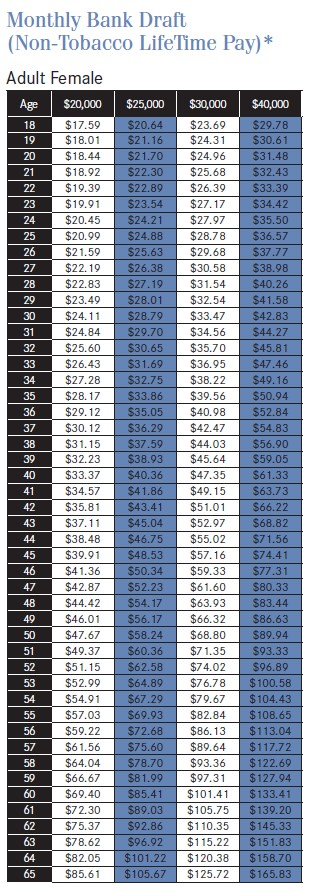 Monthly Bank Draft
(Non-Tobacco LifeTime Pay)*
Adult Female
Age $20,000 $25,000 $30,000 $40,000
18 $17.59 $20.64 $23.69 $29.78
19 $18.01 $21.16 $24.31 $30.61
20 $18.44 $21.70 $24.96 $31.48
21 $18.92 $22.30 $25.68 $32.43
22 $19.39 $22.89 $26.39 $33.39
23 $19.91 $23.54 $27.17 $34.42
24 $20.45 $24.21 $27.97 $35.50
25 $20.99 $24.88 $28.78 $36.57
26 $21.59 $25.63 $29.68 $37.77
27 $22.19 $26.38 $30.58 $38.98
28 $22.83 $27.19 $31.54 $40.26
29 $23.49 $28.01 $32.54 $41.58
30 $24.11 $28.79 $33.47 $42.83
31 $24.84 $29.70 $34.56 $44.27
32 $25.60 $30.65 $35.70 $45.81
33 $26.43 $31.69 $36.95 $47.46
34 $27.28 $32.75 $38.22 $49.16
35 $28.17 $33.86 $39.56 $50.94
36 $29.12 $35.05 $40.98 $52.84
37 $30.12 $36.29 $42.47 $54.83
38 $31.15 $37.59 $44.03 $56.90
39 $32.23 $38.93 $45.64 $59.05
40 $33.37 $40.36 $47.35 $61.33
41 $34.57 $41.86 $49.15 $63.73
42 $35.81 $43.41 $51.01 $66.22
43 $37.11 $45.04 $52.97 $68.82
44 $38.48 $46.75 $55.02 $71.56
45 $39.91 $48.53 $57.16 $74.41
46 $41.36 $50.34 $59.33 $77.31
47 $42.87 $52.23 $61.60 $80.33
48 $44.42 $54.17 $63.93 $83.44
49 $46.01 $56.17 $66.32 $86.63
50 $47.67 $58.24 $68.80 $89.94
51 $49.37 $60.36 $71.35 $93.33
52 $51.15 $62.58 $74.02 $96.89
53 $52.99 $64.89 $76.78 $100.58
54 $54.91 $67.29 $79.67 $104.43
55 $57.03 $69.93 $82.84 $108.65
56 $59.22 $72.68 $86.13 $113.04
57 $61.56 $75.60 $89.64 $117.72
58 $64.04 $78.70 $93.36 $122.69
59 $66.67 $81.99 $97.31 $127.94
60 $69.40 $85.41 $101.41 $133.41
61 $72.30 $89.03 $105.75 $139.20
62 $75.37 $92.86 $110.35 $145.33
63 $78.62 $96.92 $115.22 $151.83
64 $82.05 $101.22 $120.38 $158.70
65 $85.61 $105.67 $125.72 $165.83